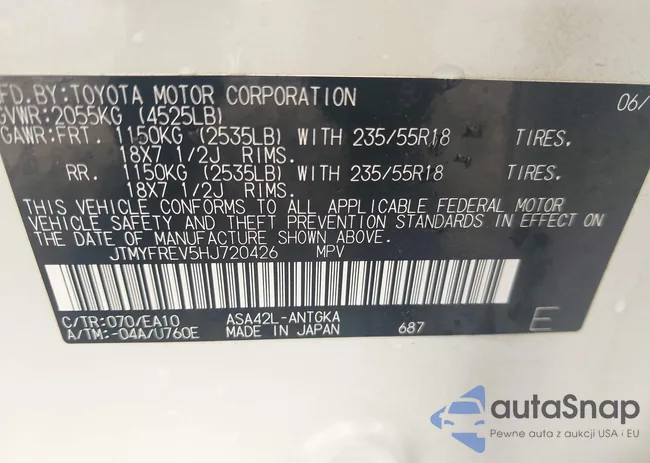 FD. BY: TOYOTA MOTOR CORPORATION 06/
GVWR: 2055KG (4525LB)
GAWR: FRT. 1150KG (2535LB) WITH 235/55R18 TIRES.
18X7 1/2J RIMS.
RR. 1150KG (2535LB) WITH 235/55R18 TIRES.
18X7 1/2J RIMS.
THIS VEHICLE CONFORMS TO ALL APPLICABLE FEDERAL MOTOR
VEHICLE SAFETY AND THEFT PREVENTION STANDARDS IN EFFECT ON
THE DATE OF MANUFACTURE SHOWN ABOVE.
JTMYFREV5HJ720426 MPV
C/TR: 070/EA10 ASA42L-ANTGKA 687 E
A/TM: -04A/U760E MADE IN JAPAN
autoSnap
Pewne auta z aukcji USA i EU